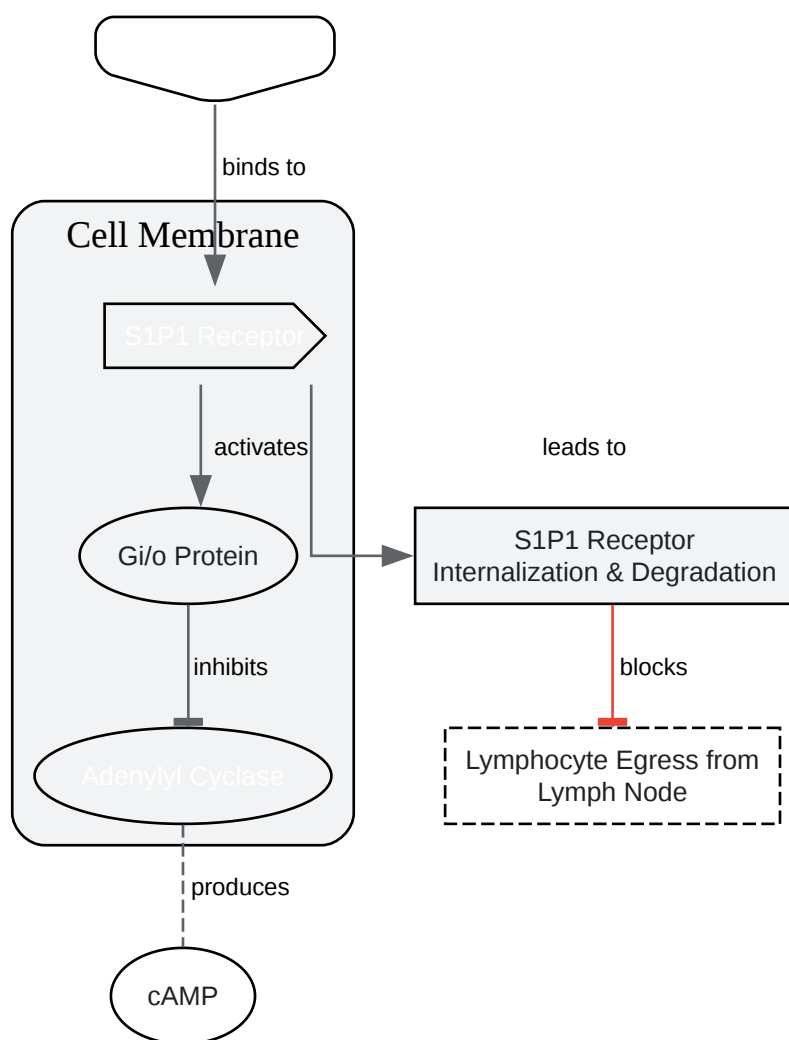 binds to
Cell Membrane
S1P1 Receptor
activates
leads to
Gi/o Protein
S1P1 Receptor
Internalization & Degradation
inhibits
blocks
Adenylyl Cyclase
Lymphocyte Egress from
Lymph Node
produces
cAMP